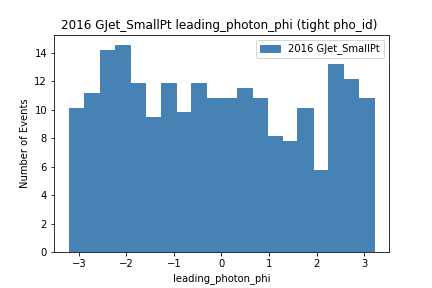 2016 GJet_SmallPt leading_photon_phi (tight pho_id)
2016 GJet_SmallPt
Number of Events
14
12
10
8
6
4
2
0
−3 −2 −1 0 1 2 3
leading_photon_phi